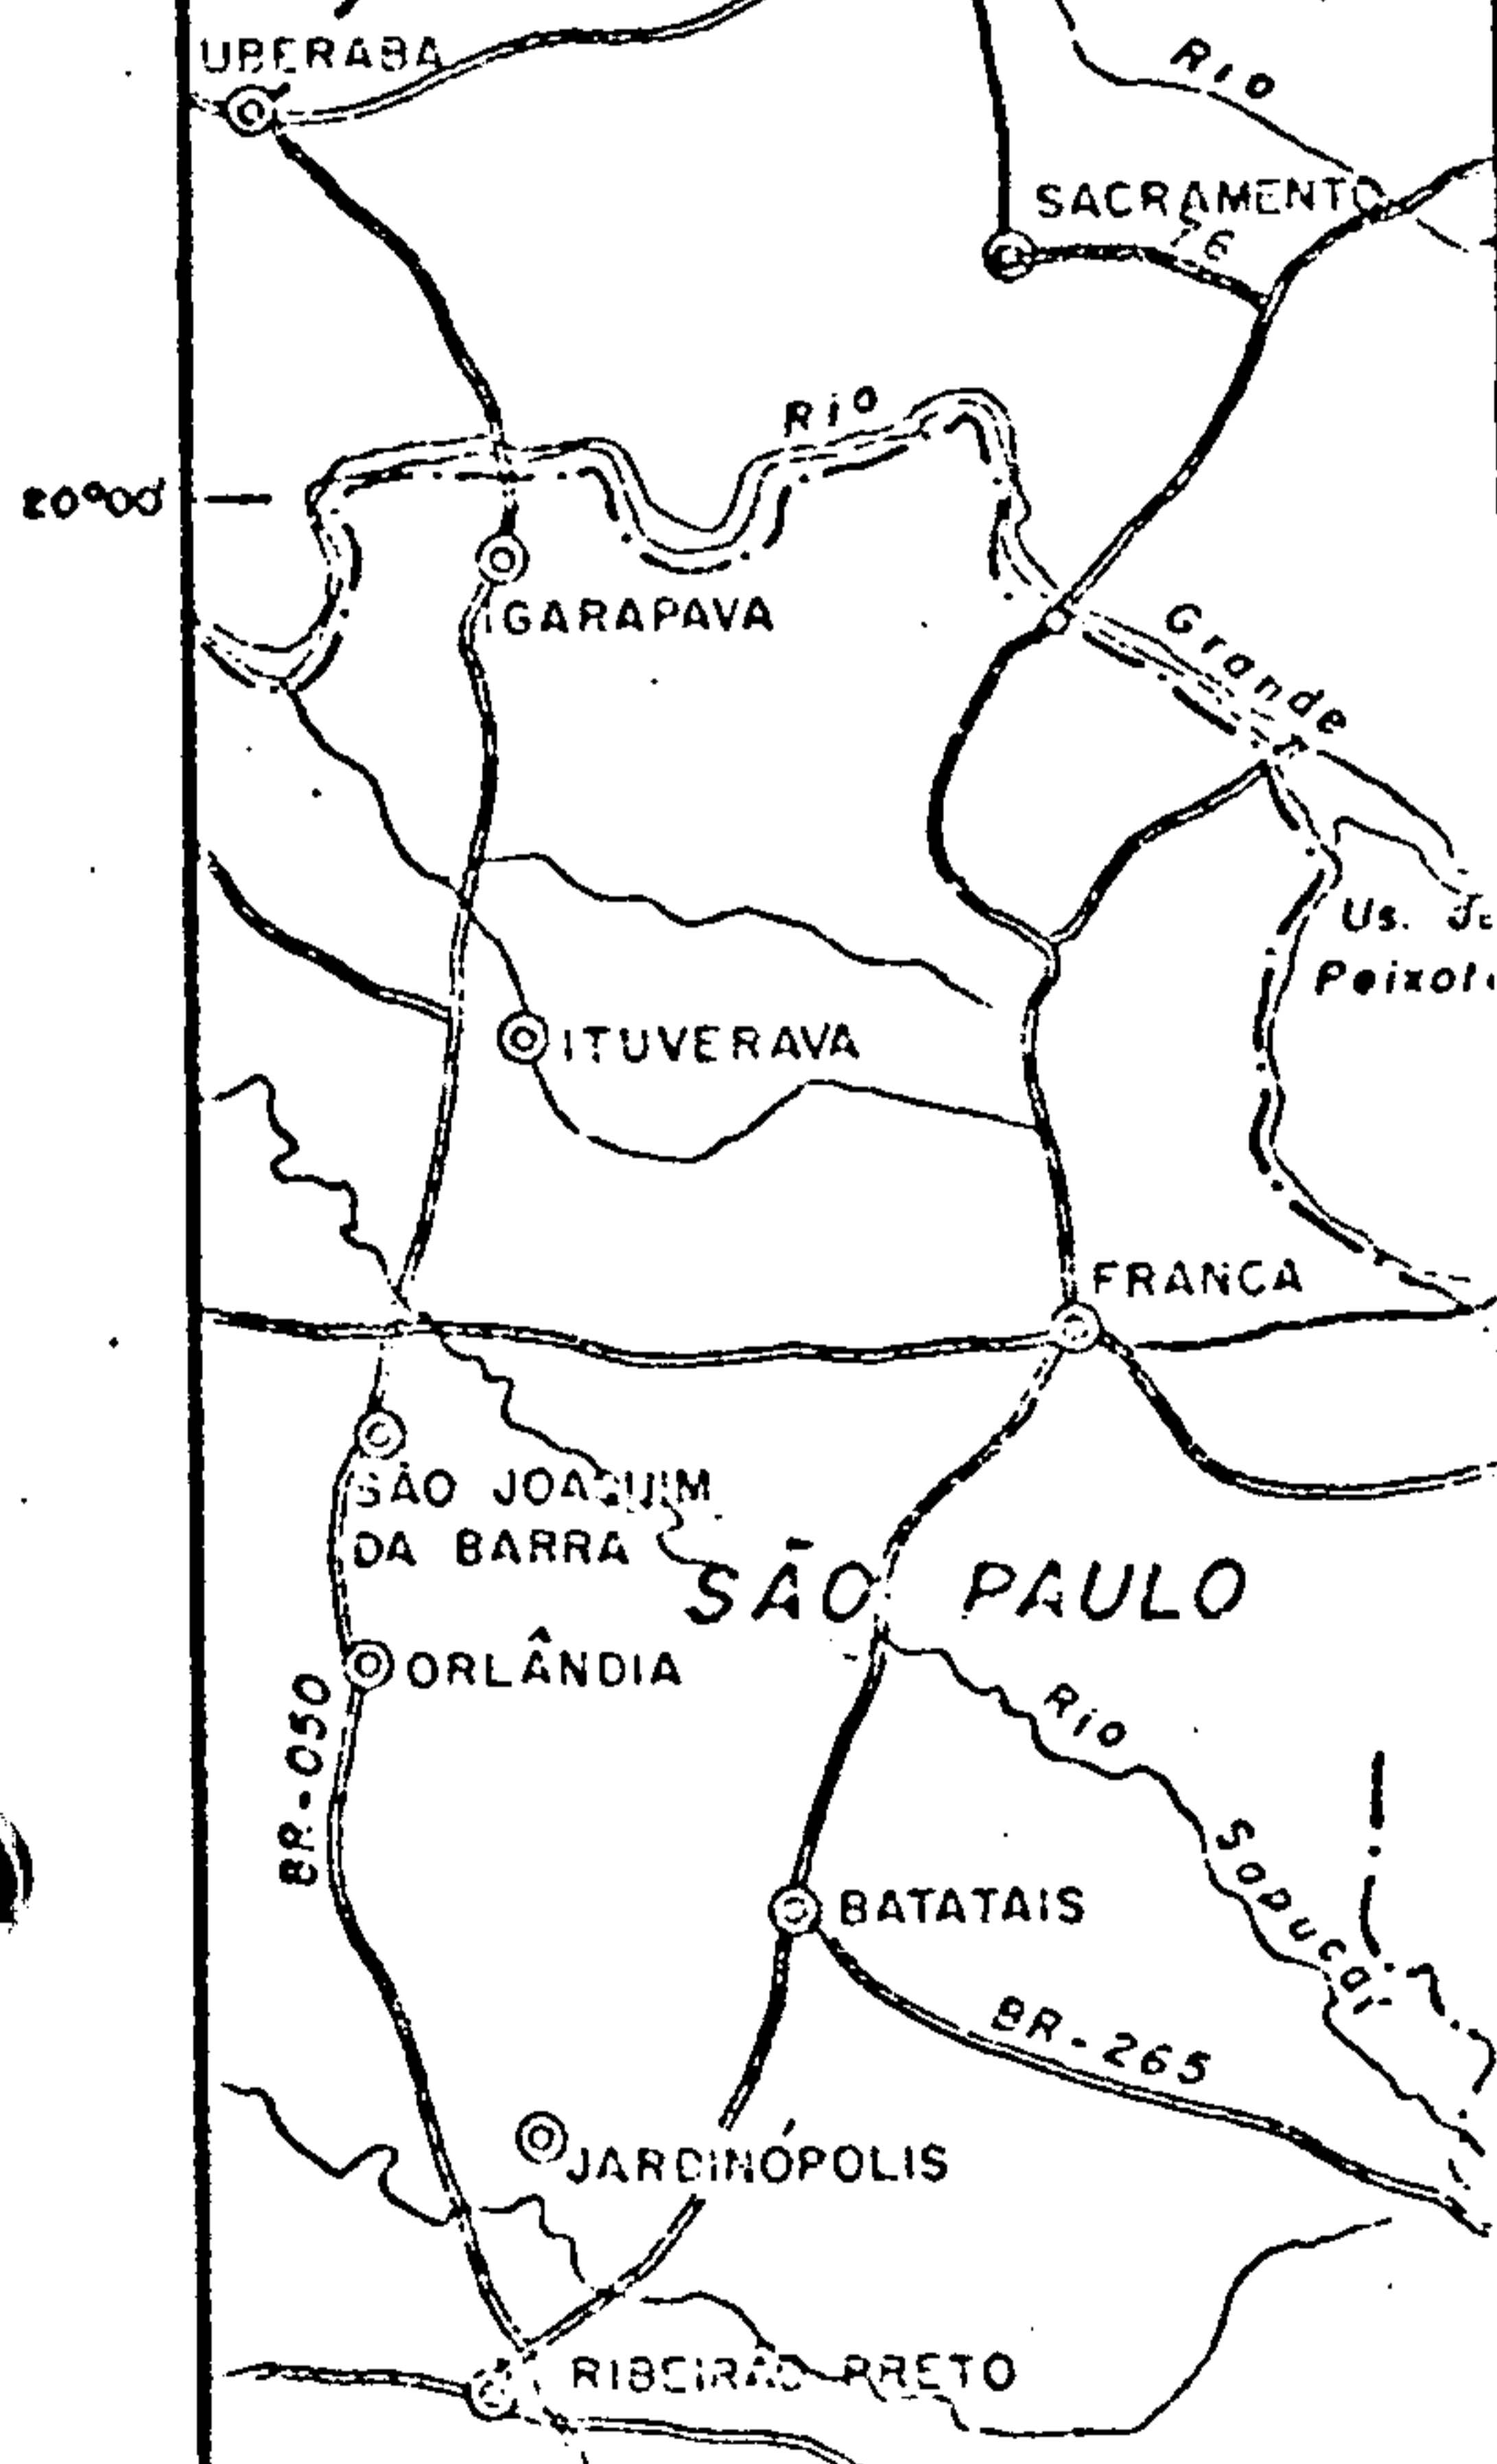 UBERABA
RIO
SACRAMENTO
RIO
20°00'
IGARAPAVA
Grande
Us.
ITUVERAVA
FRANCA
SÃO JOAQUIM
DA BARRA
SÃO PAULO
ORLÂNDIA
BR-050
RIO
SAPUCAÍ
BATATAIS
BR-265
JARDINÓPOLIS
RIBEIRÃO PRETO